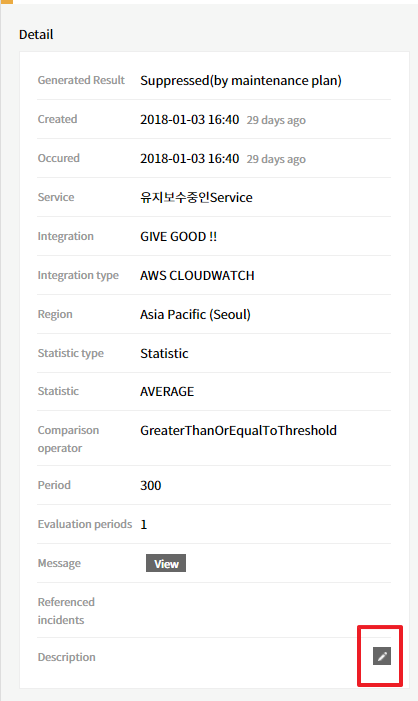 Detail
Generated Result Suppressed(by maintenance plan)
Created 2018-01-03 16:40 29 days ago
Occured 2018-01-03 16:40 29 days ago
Service 유지보수중인Service
Integration GIVE GOOD !!
Integration type AWS CLOUDWATCH
Region Asia Pacific (Seoul)
Statistic type Statistic
Statistic AVERAGE
Comparison GreaterThanOrEqualToThreshold
operator
Period 300
Evaluation periods 1
Message View
Referenced
incidents
Description